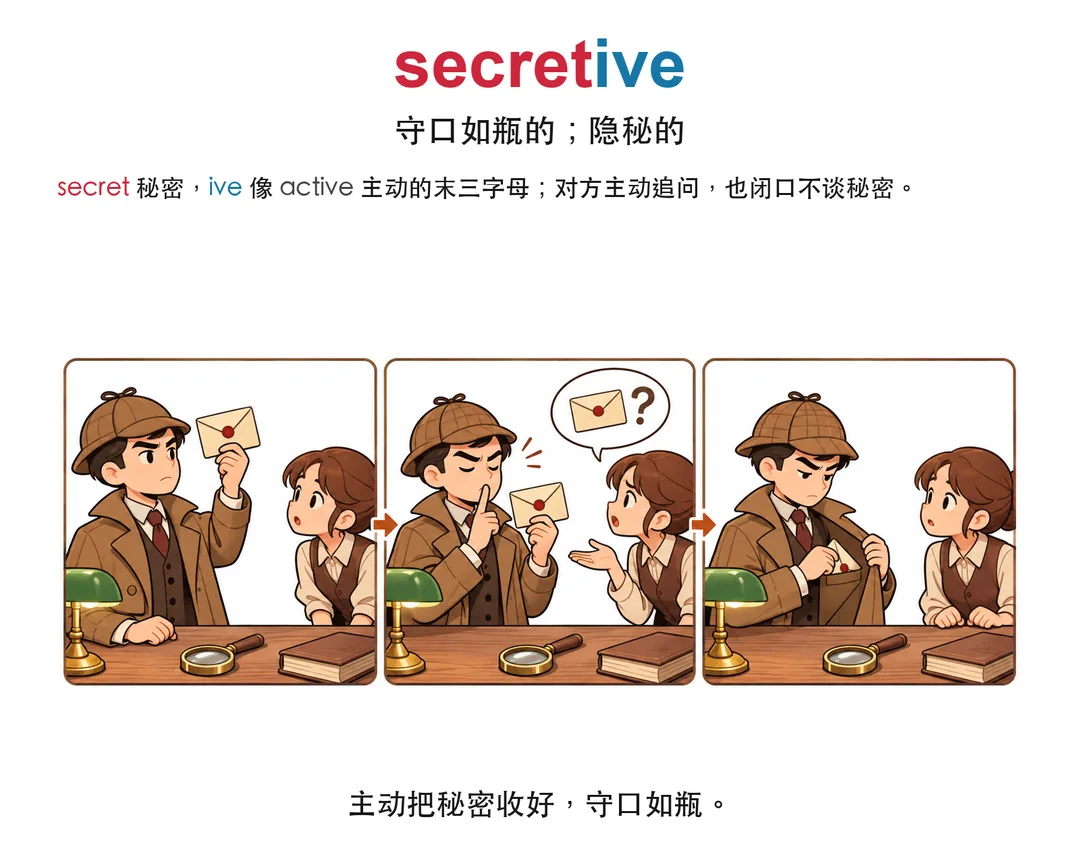 secretive
守口如瓶的；隐秘的
secret 秘密，ive 像 active 主动的末三字母；对方主动追问，也闭口不谈秘密。
?
主动把秘密收好，守口如瓶。